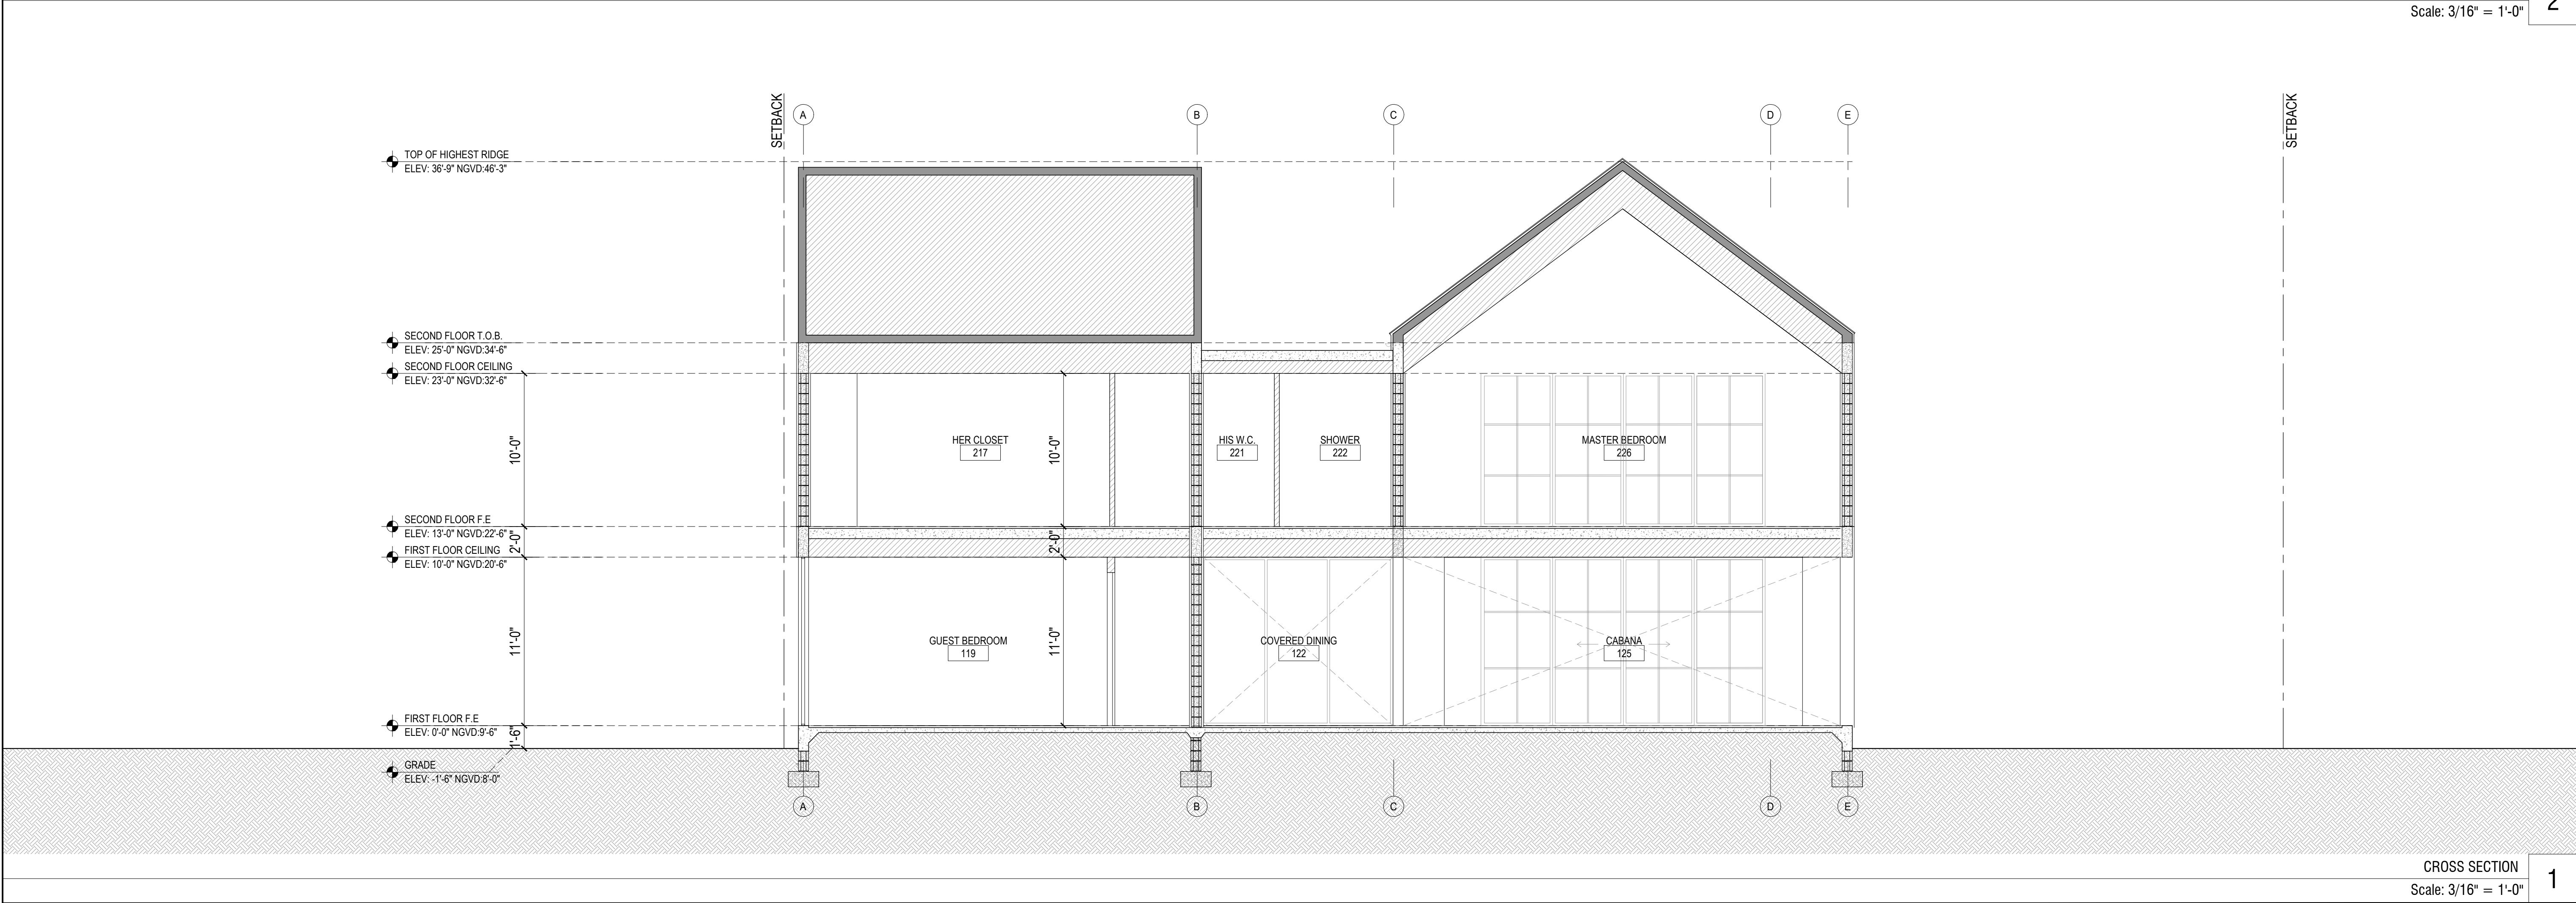 Scale: 3/16" = 1'-0"
2
SETBACK
A
B
C
D
E
SETBACK
TOP OF HIGHEST RIDGE
ELEV: 36'-9" NGVD:46'-3"
SECOND FLOOR T.O.B.
ELEV: 25'-0" NGVD:34'-6"
SECOND FLOOR CEILING
ELEV: 23'-0" NGVD:32'-6"
10'-0"
HER CLOSET
217
10'-0"
HIS W.C.
221
SHOWER
222
MASTER BEDROOM
226
SECOND FLOOR F.E
ELEV: 13'-0" NGVD:22'-6"
2'-0"
2'-0"
FIRST FLOOR CEILING
ELEV: 10'-0" NGVD:20'-6"
11'-0"
GUEST BEDROOM
119
11'-0"
COVERED DINING
122
CABANA
125
FIRST FLOOR F.E
ELEV: 0'-0" NGVD:9'-6"
1'-6"
GRADE
ELEV: -1'-6" NGVD:8'-0"
A
B
C
D
E
CROSS SECTION
Scale: 3/16" = 1'-0"
1